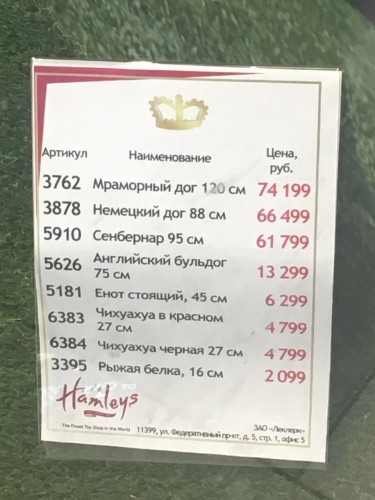 Артикул Наименование Цена, руб.
3762 Мраморный дог 120 см 74 199
3878 Немецкий дог 88 см 66 499
5910 Сенбернар 95 см 61 799
5626 Английский бульдог
75 см 13 299
5181 Енот стоящий, 45 см 6 299
6383 Чихуахуа в красном
27 см 4 799
6384 Чихуахуа черная 27 см 4 799
3395 Рыжая белка, 16 см 2 099
Hamleys
The Finest Toy Shop in the World
ЗАО «Леклерк»
11399, ул. Федеративный пр-кт, д. 5, стр. 1, офис 5